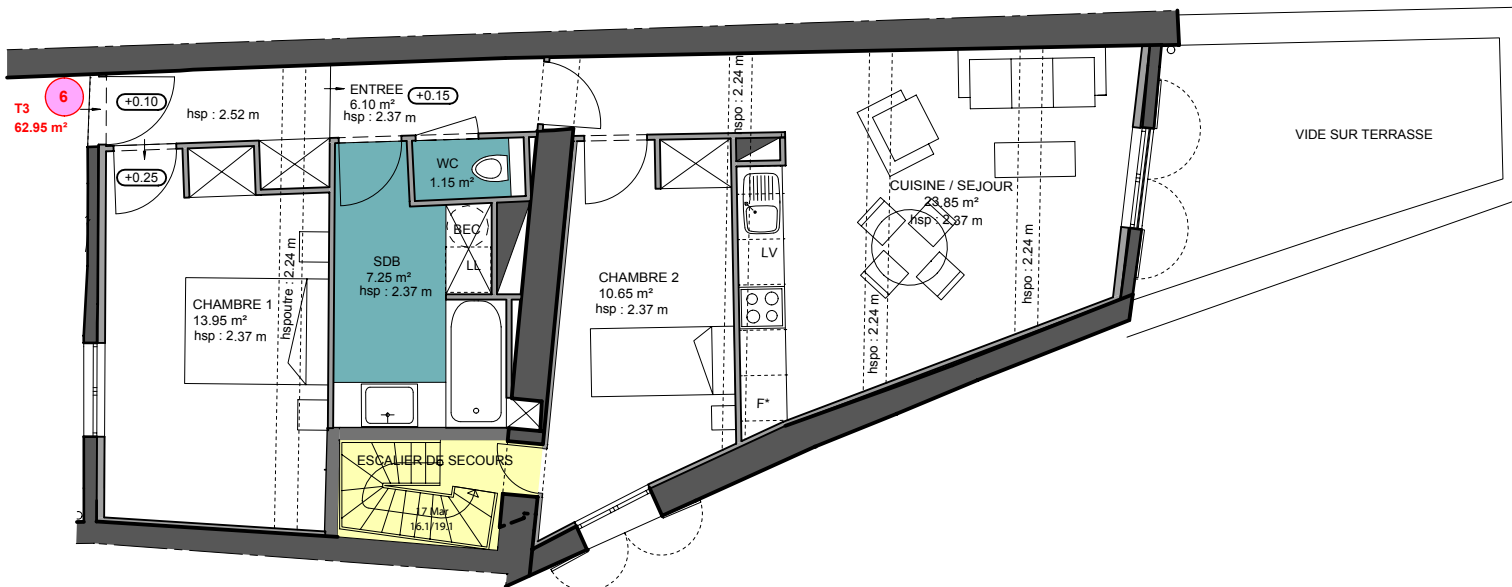 6
T3
62.95 m²
+0.10
hsp : 2.52 m
ENTREE
6.10 m²
hsp : 2.37 m
+0.15
+0.25
WC
1.15 m²
BEC
LL
SDB
7.25 m²
hsp : 2.37 m
CHAMBRE 1
13.95 m²
hsp : 2.37 m
hspoutre : 2.24 m
CHAMBRE 2
10.65 m²
hsp : 2.37 m
hspo : 2.24 m
LV
F*
CUISINE / SEJOUR
23.85 m²
hsp : 2.37 m
hspo : 2.24 m
hspo : 2.24 m
VIDE SUR TERRASSE
ESCALIER DE SECOURS
17 Mar
16.1/19.1